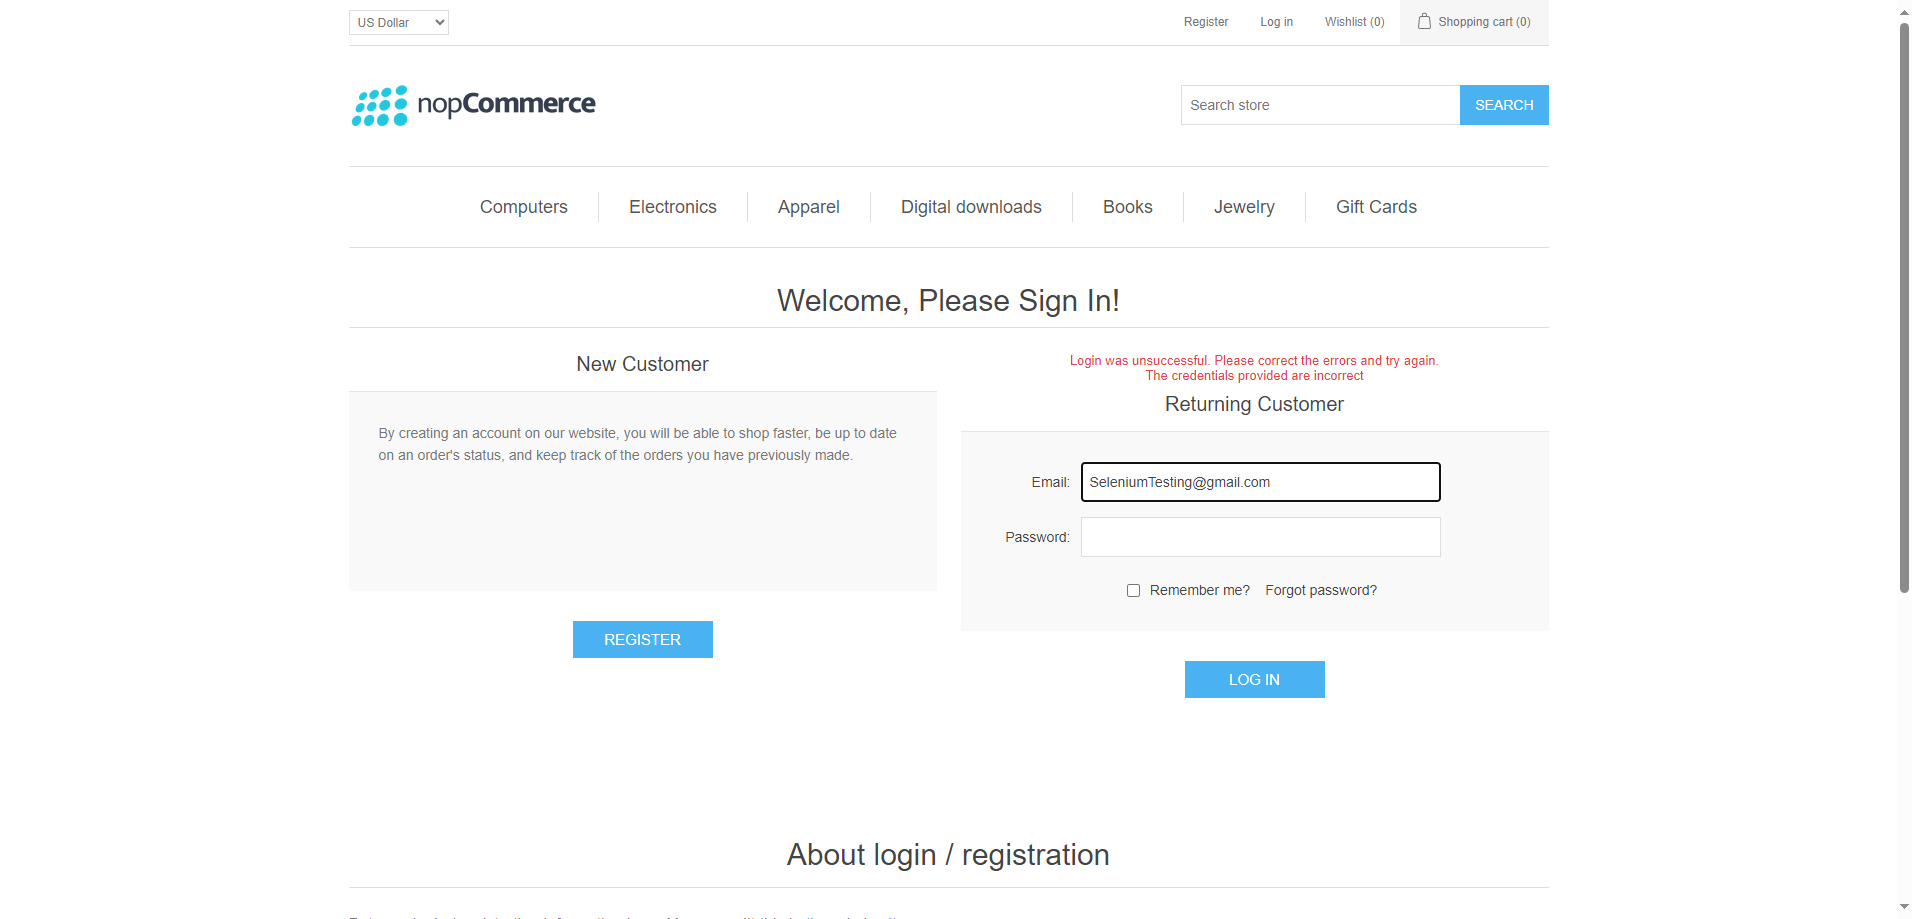 US Dollar
Register
Log in
Wishlist (0)
Shopping cart (0)
nopCommerce
Search store
SEARCH
Computers
Electronics
Apparel
Digital downloads
Books
Jewelry
Gift Cards
Welcome, Please Sign In!
New Customer
By creating an account on our website, you will be able to shop faster, be up to date
on an order's status, and keep track of the orders you have previously made.
REGISTER
Login was unsuccessful. Please correct the errors and try again.
The credentials provided are incorrect
Returning Customer
Email:
SeleniumTesting@gmail.com
Password:
Remember me?
Forgot password?
LOG IN
About login / registration